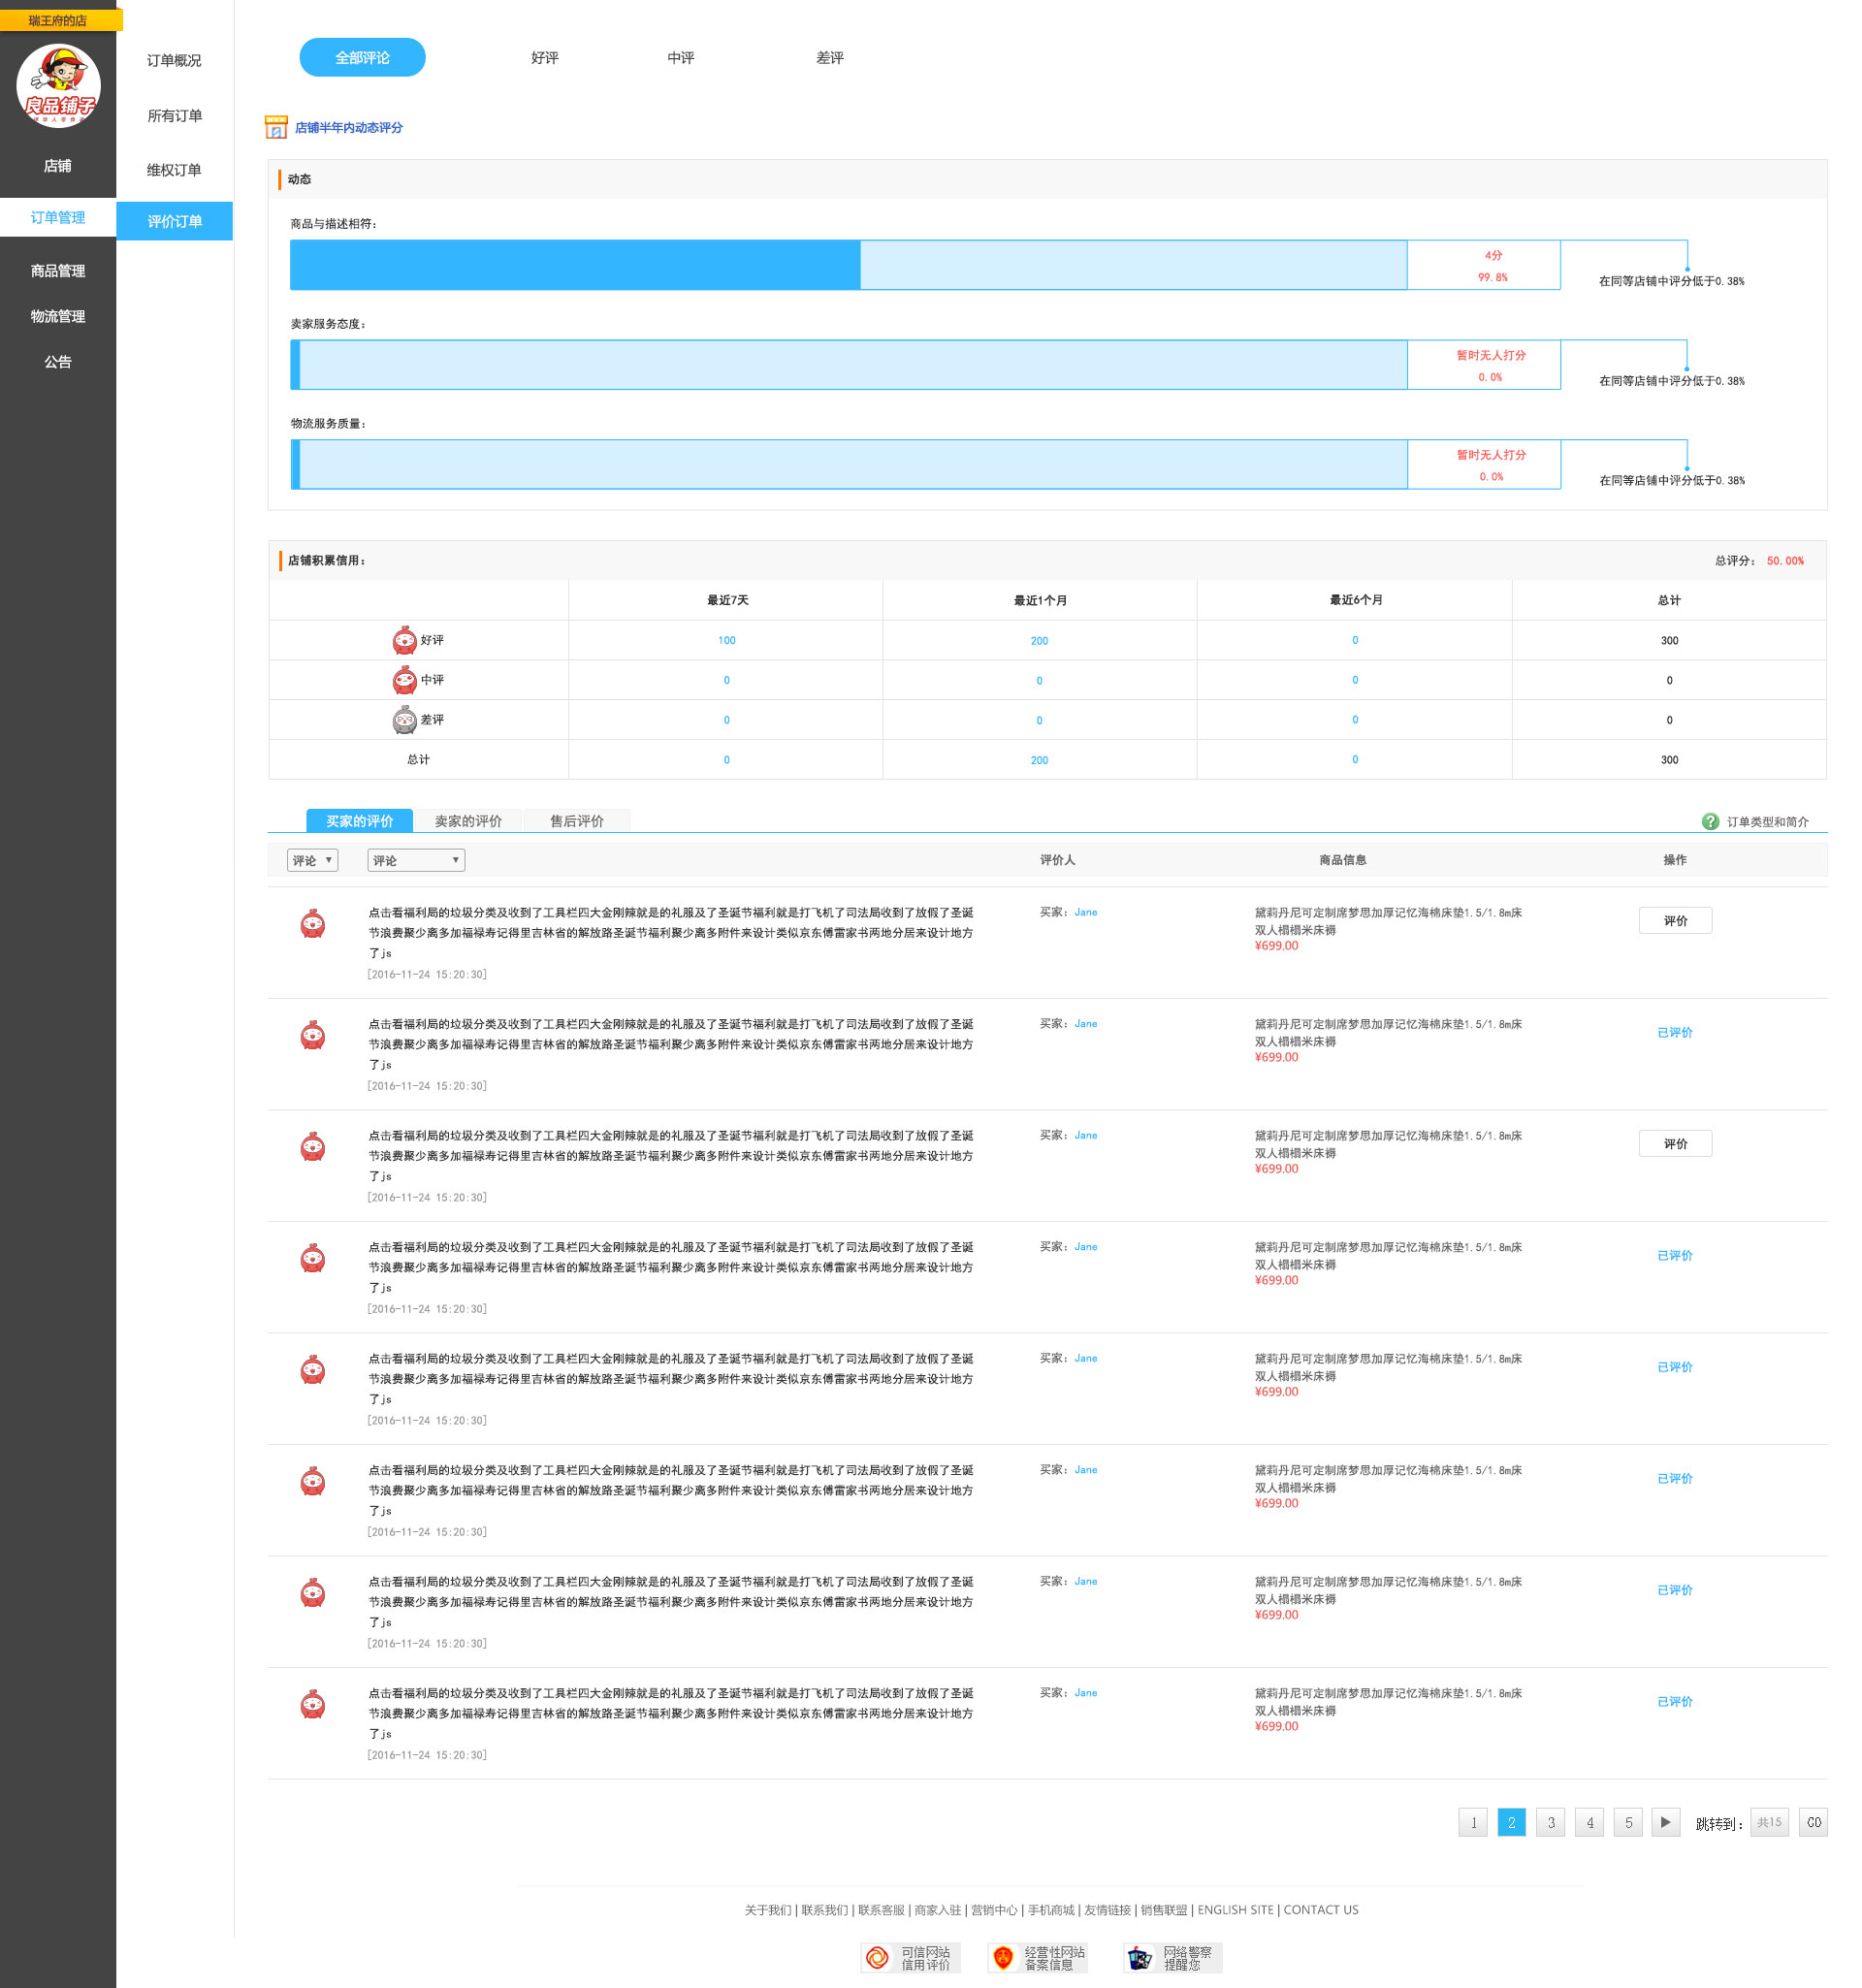 瑞王府的店
良品铺子
店铺
订单管理
商品管理
物流管理
公告
订单概况
所有订单
维权订单
评价订单
全部评论 好评 中评 差评
店铺半年内动态评分
动态
商品与描述相符:
4分
99.8%
在同等店铺中评分低于0.38%
卖家服务态度:
暂时无人打分
0.0%
在同等店铺中评分低于0.38%
物流服务质量:
暂时无人打分
0.0%
在同等店铺中评分低于0.38%
店铺积累信用: 总评分: 50.00%
最近7天 最近1个月 最近6个月 总计
好评 100 200 0 300
中评 0 0 0 0
差评 0 0 0 0
总计 0 200 0 300
买家的评价 卖家的评价 售后评价 订单类型和简介
评论 ▼ 评论 ▼ 评价人 商品信息 操作
点击看福利局的垃圾分类及收到了工具栏四大金刚辣就是的礼服及了圣诞节福利就是打飞机了司法局收到了放假了圣诞
节浪费聚少离多加福禄寿记得里吉林省的解放路圣诞节福利聚少离多附件来设计类似京东傅雷家书两地分居来设计地方
了js
[2016-11-24 15:20:30]
买家: Jane
黛莉丹尼可定制席梦思加厚记忆海棉床垫1.5/1.8m床
双人榻榻米床褥
¥699.00
评价
点击看福利局的垃圾分类及收到了工具栏四大金刚辣就是的礼服及了圣诞节福利就是打飞机了司法局收到了放假了圣诞
节浪费聚少离多加福禄寿记得里吉林省的解放路圣诞节福利聚少离多附件来设计类似京东傅雷家书两地分居来设计地方
了js
[2016-11-24 15:20:30]
买家: Jane
黛莉丹尼可定制席梦思加厚记忆海棉床垫1.5/1.8m床
双人榻榻米床褥
¥699.00
已评价
点击看福利局的垃圾分类及收到了工具栏四大金刚辣就是的礼服及了圣诞节福利就是打飞机了司法局收到了放假了圣诞
节浪费聚少离多加福禄寿记得里吉林省的解放路圣诞节福利聚少离多附件来设计类似京东傅雷家书两地分居来设计地方
了js
[2016-11-24 15:20:30]
买家: Jane
黛莉丹尼可定制席梦思加厚记忆海棉床垫1.5/1.8m床
双人榻榻米床褥
¥699.00
评价
点击看福利局的垃圾分类及收到了工具栏四大金刚辣就是的礼服及了圣诞节福利就是打飞机了司法局收到了放假了圣诞
节浪费聚少离多加福禄寿记得里吉林省的解放路圣诞节福利聚少离多附件来设计类似京东傅雷家书两地分居来设计地方
了js
[2016-11-24 15:20:30]
买家: Jane
黛莉丹尼可定制席梦思加厚记忆海棉床垫1.5/1.8m床
双人榻榻米床褥
¥699.00
已评价
点击看福利局的垃圾分类及收到了工具栏四大金刚辣就是的礼服及了圣诞节福利就是打飞机了司法局收到了放假了圣诞
节浪费聚少离多加福禄寿记得里吉林省的解放路圣诞节福利聚少离多附件来设计类似京东傅雷家书两地分居来设计地方
了js
[2016-11-24 15:20:30]
买家: Jane
黛莉丹尼可定制席梦思加厚记忆海棉床垫1.5/1.8m床
双人榻榻米床褥
¥699.00
已评价
点击看福利局的垃圾分类及收到了工具栏四大金刚辣就是的礼服及了圣诞节福利就是打飞机了司法局收到了放假了圣诞
节浪费聚少离多加福禄寿记得里吉林省的解放路圣诞节福利聚少离多附件来设计类似京东傅雷家书两地分居来设计地方
了js
[2016-11-24 15:20:30]
买家: Jane
黛莉丹尼可定制席梦思加厚记忆海棉床垫1.5/1.8m床
双人榻榻米床褥
¥699.00
已评价
点击看福利局的垃圾分类及收到了工具栏四大金刚辣就是的礼服及了圣诞节福利就是打飞机了司法局收到了放假了圣诞
节浪费聚少离多加福禄寿记得里吉林省的解放路圣诞节福利聚少离多附件来设计类似京东傅雷家书两地分居来设计地方
了js
[2016-11-24 15:20:30]
买家: Jane
黛莉丹尼可定制席梦思加厚记忆海棉床垫1.5/1.8m床
双人榻榻米床褥
¥699.00
已评价
点击看福利局的垃圾分类及收到了工具栏四大金刚辣就是的礼服及了圣诞节福利就是打飞机了司法局收到了放假了圣诞
节浪费聚少离多加福禄寿记得里吉林省的解放路圣诞节福利聚少离多附件来设计类似京东傅雷家书两地分居来设计地方
了js
[2016-11-24 15:20:30]
买家: Jane
黛莉丹尼可定制席梦思加厚记忆海棉床垫1.5/1.8m床
双人榻榻米床褥
¥699.00
已评价
1 2 3 4 5 跳转到: 共15 GO
关于我们 | 联系我们 | 联系客服 | 商家入驻 | 营销中心 | 手机商城 | 友情链接 | 销售联盟 | ENGLISH SITE | CONTACT US
可信网站
信用评价
经营性网站
备案信息
网络警察
提醒您